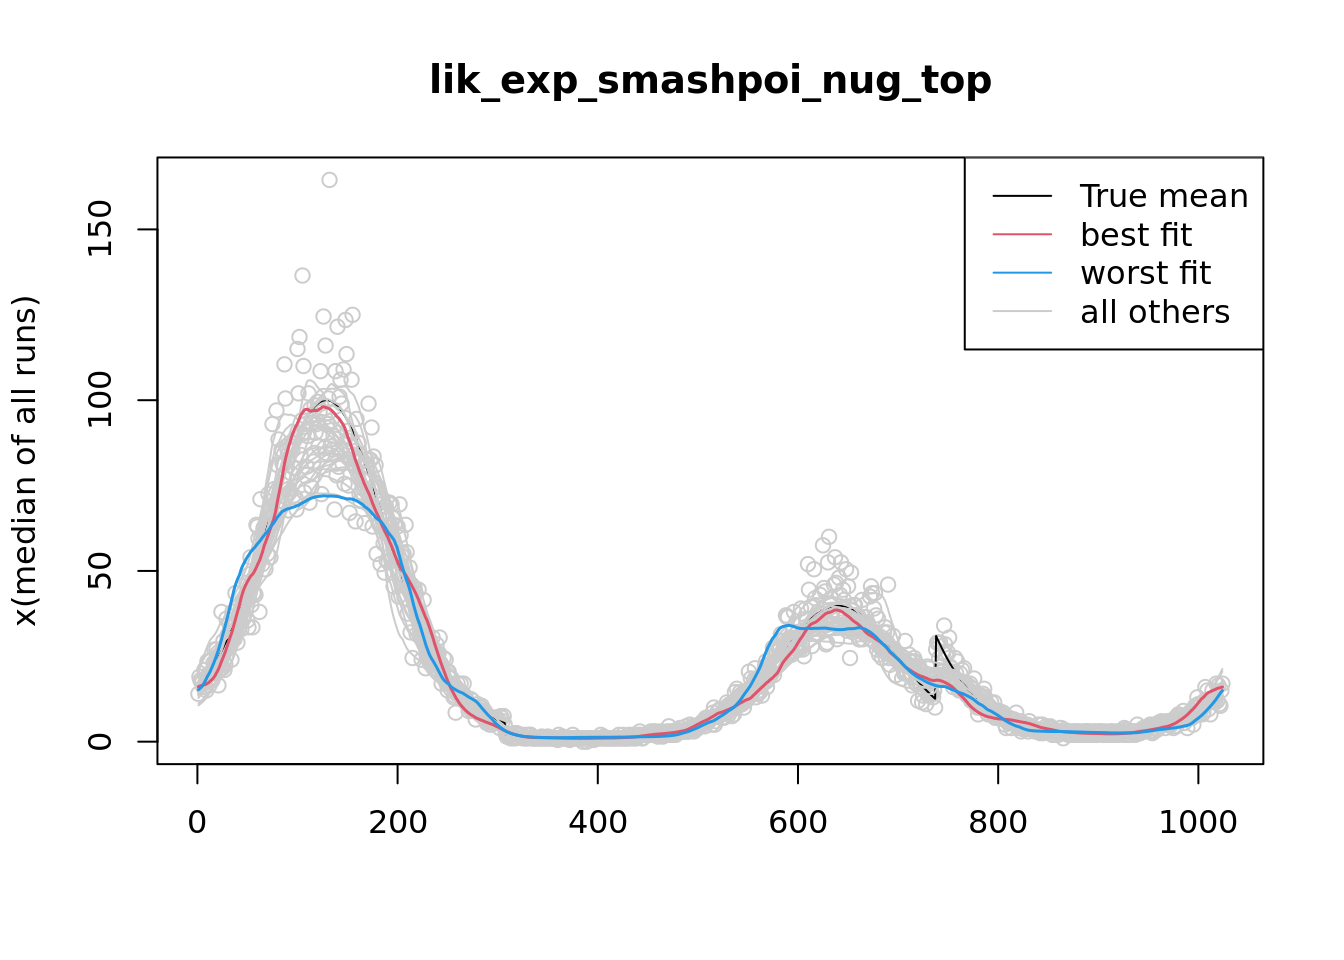 lik_exp_smashpoi_nug_top
True mean
best fit
worst fit
all others
x(median of all runs)
150
100
50
0
0 200 400 600 800 1000